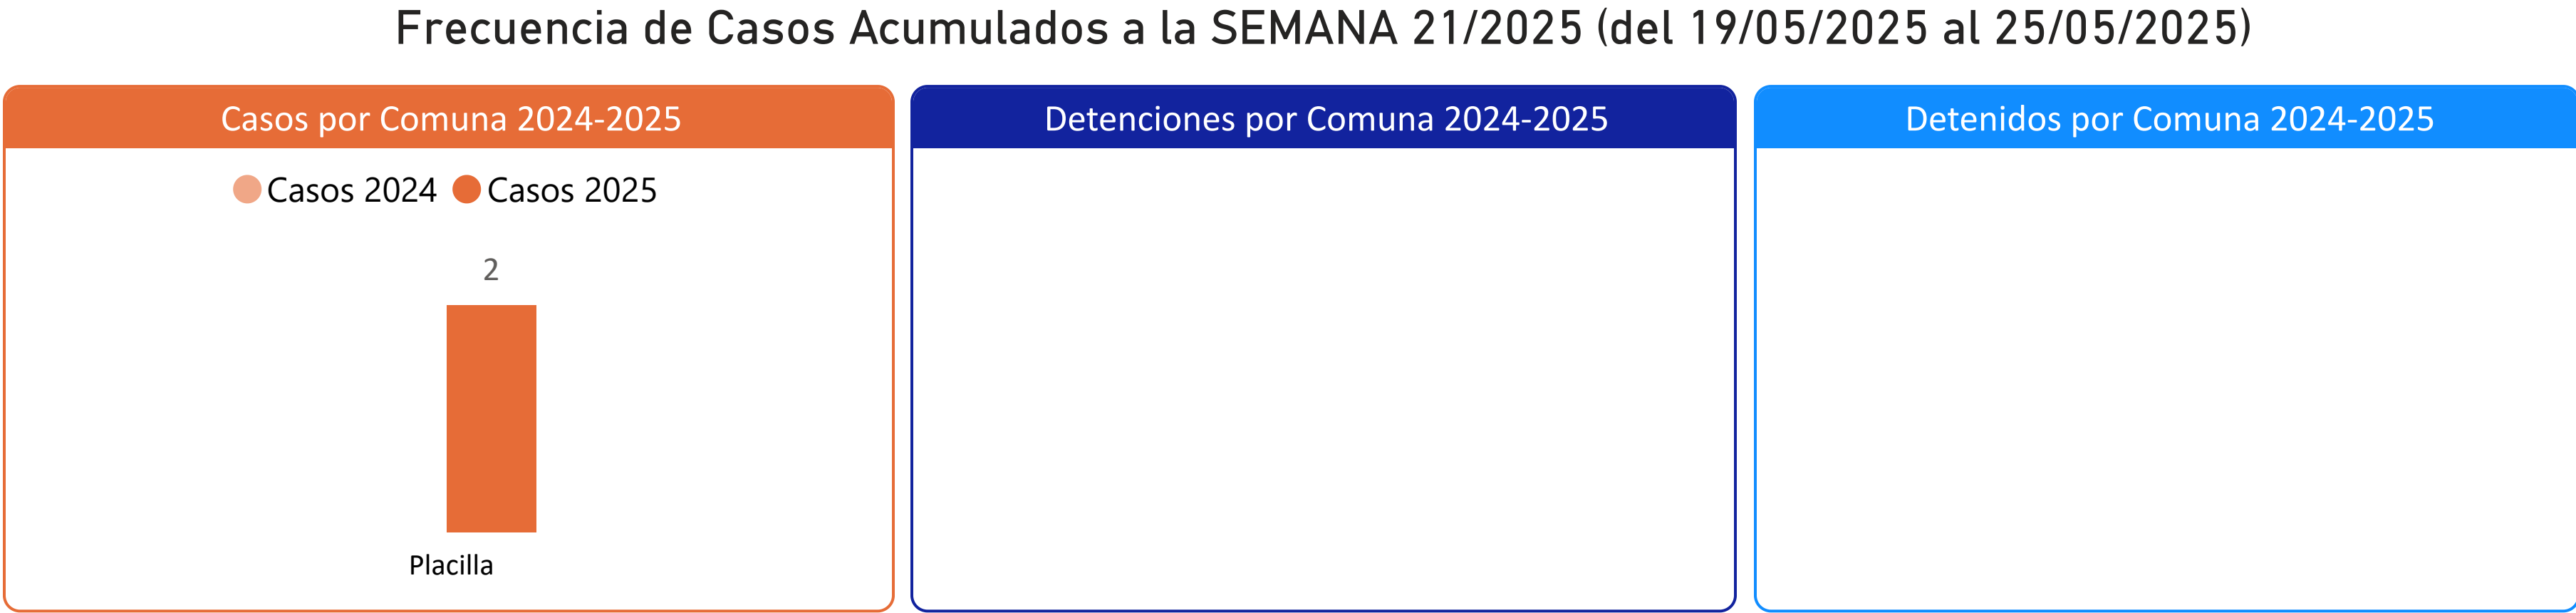 Frecuencia de Casos Acumulados a la SEMANA 21/2025 (del 19/05/2025 al 25/05/2025)
Casos por Comuna 2024-2025
Casos 2024 Casos 2025
2
Placilla
Detenciones por Comuna 2024-2025
Detenidos por Comuna 2024-2025